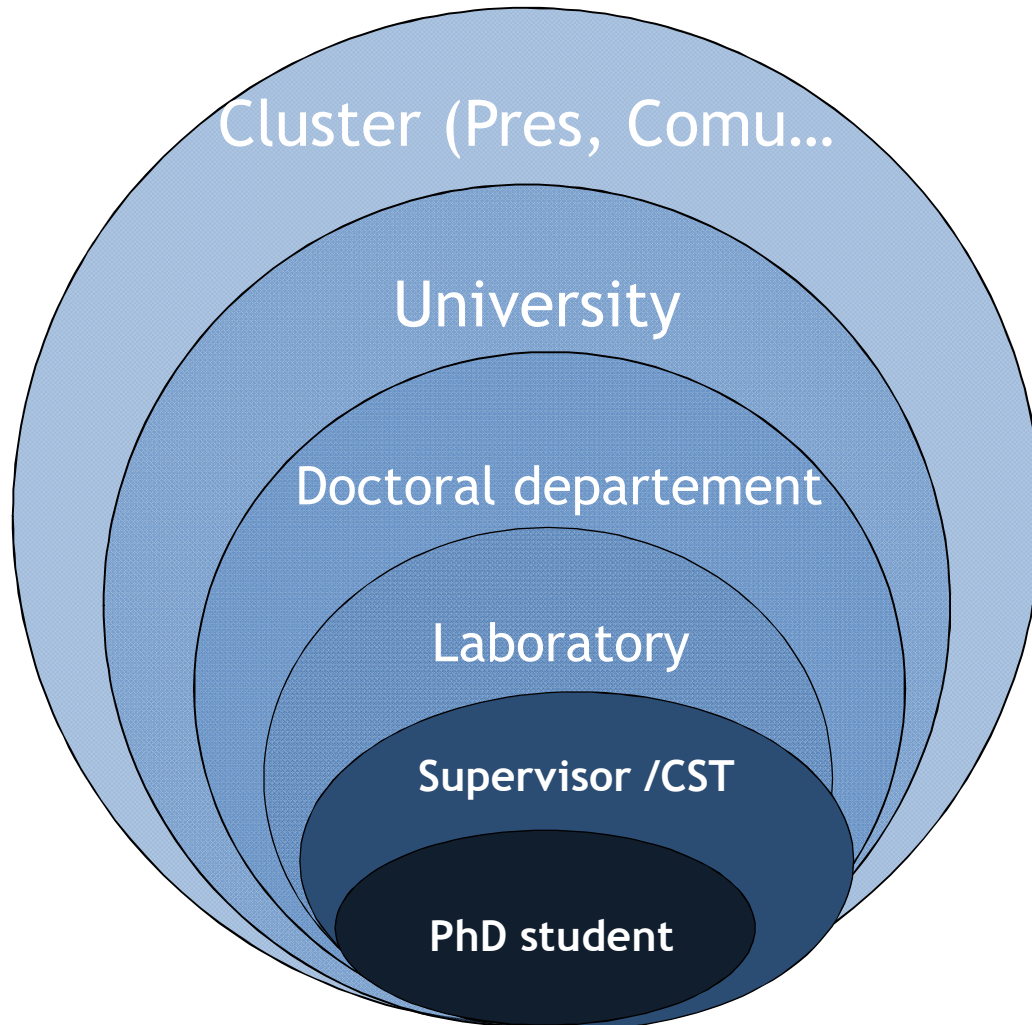 Cluster (Pres, Comu…
University
Doctoral departement
Laboratory
Supervisor /CST
PhD student